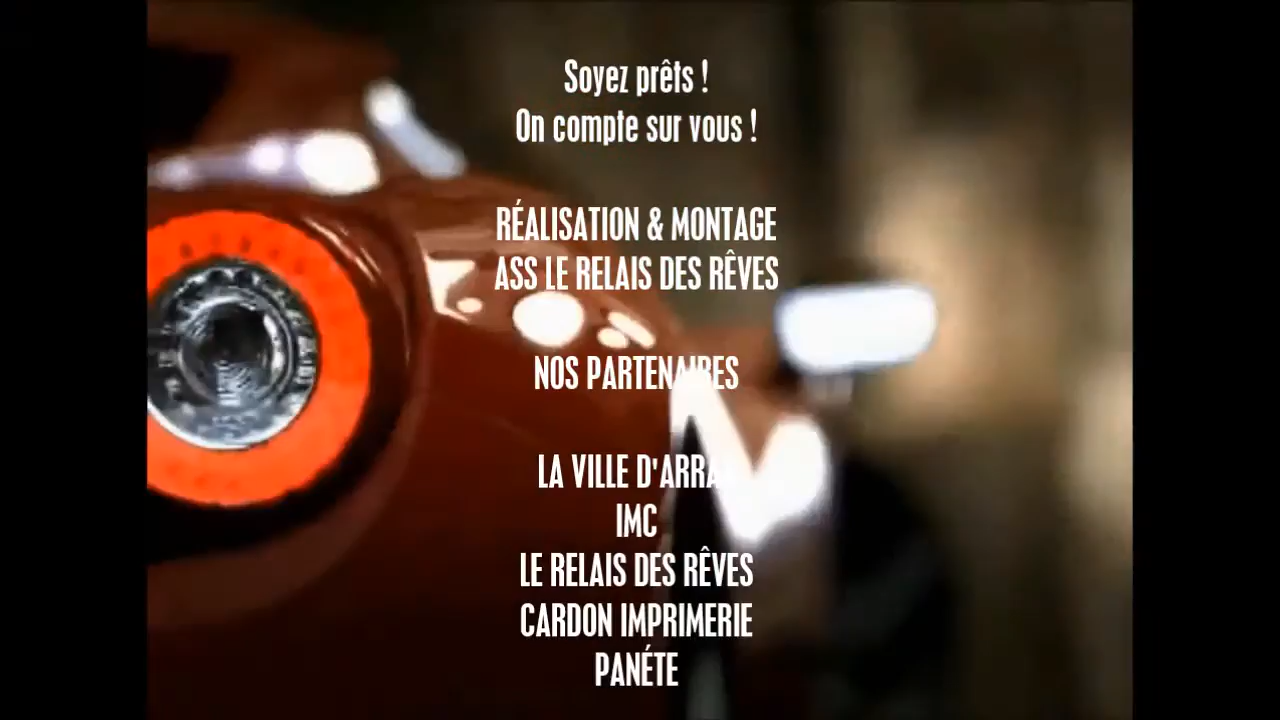 Soyez prêts !
On compte sur vous !
RÉALISATION & MONTAGE
ASS LE RELAIS DES RÊVES
NOS PARTENAIRES
LA VILLE D'ARRAS
IMC
LE RELAIS DES RÊVES
CARDON IMPRIMERIE
PANÉTE